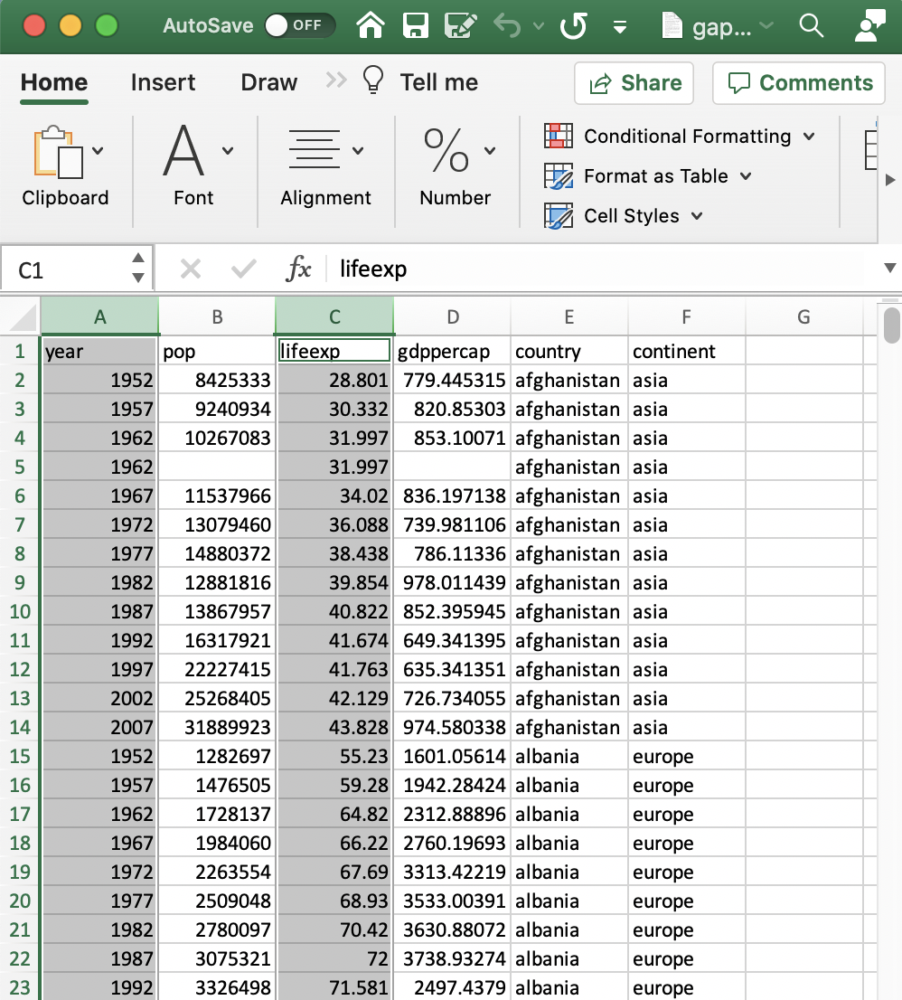 AutoSave OFF gap...
Home Insert Draw Tell me Share Comments
Conditional Formatting
Format as Table
Cell Styles
Clipboard Font Alignment Number
C1 fx lifeexp
A B C D E F G
1 year pop lifeexp gdppercap country continent
2 1952 8425333 28.801 779.445315 afghanistan asia
3 1957 9240934 30.332 820.85303 afghanistan asia
4 1962 10267083 31.997 853.10071 afghanistan asia
5 1962 31.997 afghanistan asia
6 1967 11537966 34.02 836.197138 afghanistan asia
7 1972 13079460 36.088 739.981106 afghanistan asia
8 1977 14880372 38.438 786.11336 afghanistan asia
9 1982 12881816 39.854 978.011439 afghanistan asia
10 1987 13867957 40.822 852.395945 afghanistan asia
11 1992 16317921 41.674 649.341395 afghanistan asia
12 1997 22227415 41.763 635.341351 afghanistan asia
13 2002 25268405 42.129 726.734055 afghanistan asia
14 2007 31889923 43.828 974.580338 afghanistan asia
15 1952 1282697 55.23 1601.05614 albania europe
16 1957 1476505 59.28 1942.28424 albania europe
17 1962 1728137 64.82 2312.88896 albania europe
18 1967 1984060 66.22 2760.19693 albania europe
19 1972 2263554 67.69 3313.42219 albania europe
20 1977 2509048 68.93 3533.00391 albania europe
21 1982 2780097 70.42 3630.88072 albania europe
22 1987 3075321 72 3738.93274 albania europe
23 1992 3326498 71.581 2497.4379 albania europe